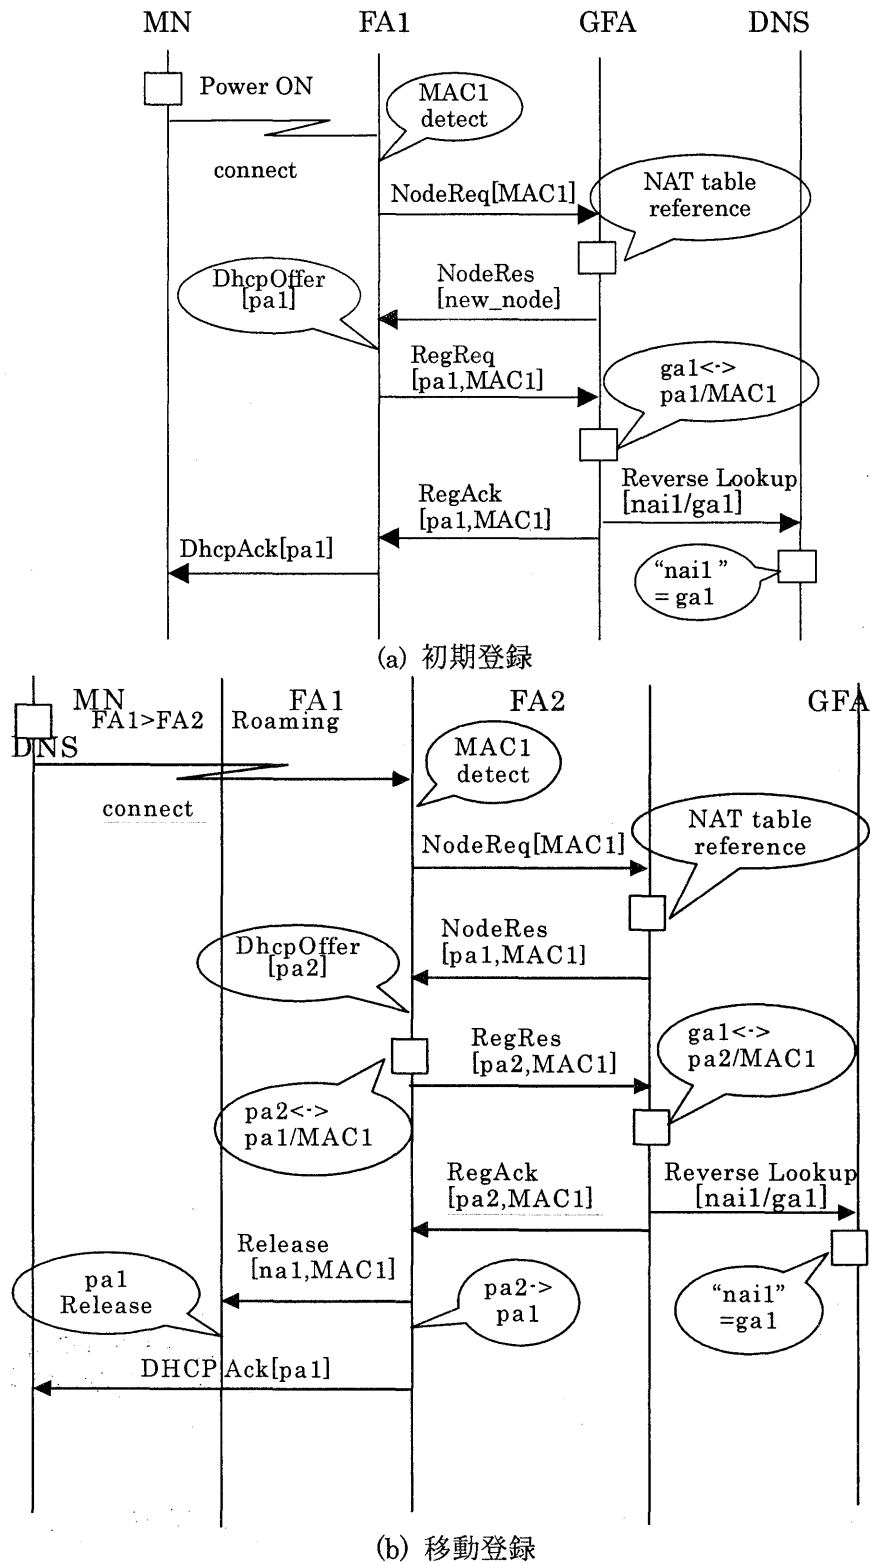 MN FA1 GFA DNS
Power ON
MAC1
detect
connect
NodeReq[MAC1]
NAT table
reference
DhcpOffer
[pa1]
NodeRes
[new_node]
RegReq
[pa1,MAC1]
ga1<->
pa1/MAC1
RegAck
[pa1,MAC1]
Reverse Lookup
[nai1/ga1]
DhcpAck[pa1]
“nai1 ”
= ga1
(a) 初期登録
MN FA1 FA2 GFA
FA1>FA2 Roaming
DNS
MAC1
detect
connect
NodeReq[MAC1]
NAT table
reference
DhcpOffer
[pa2]
NodeRes
[pa1,MAC1]
RegRes
[pa2,MAC1]
ga1<->
pa2/MAC1
pa2<->
pa1/MAC1
RegAck
[pa2,MAC1]
Reverse Lookup
[nai1/ga1]
Release
[na1,MAC1]
pa1
Release
pa2->
pa1
“nai1”
=ga1
DHCP Ack[pa1]
(b) 移動登録